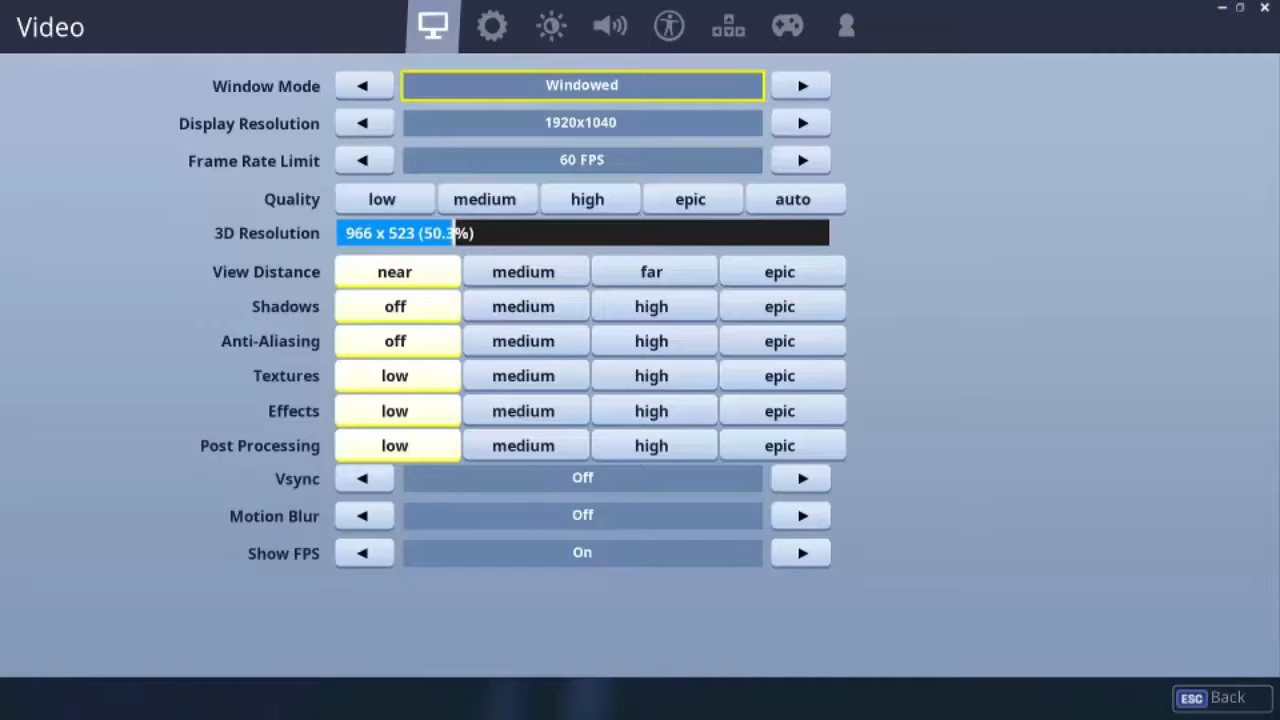 Video
Window Mode Windowed
Display Resolution 1920x1040
Frame Rate Limit 60 FPS
Quality low medium high epic auto
3D Resolution 966 x 523 (50.3%)
View Distance near medium far epic
Shadows off medium high epic
Anti-Aliasing off medium high epic
Textures low medium high epic
Effects low medium high epic
Post Processing low medium high epic
Vsync Off
Motion Blur Off
Show FPS On
ESC Back